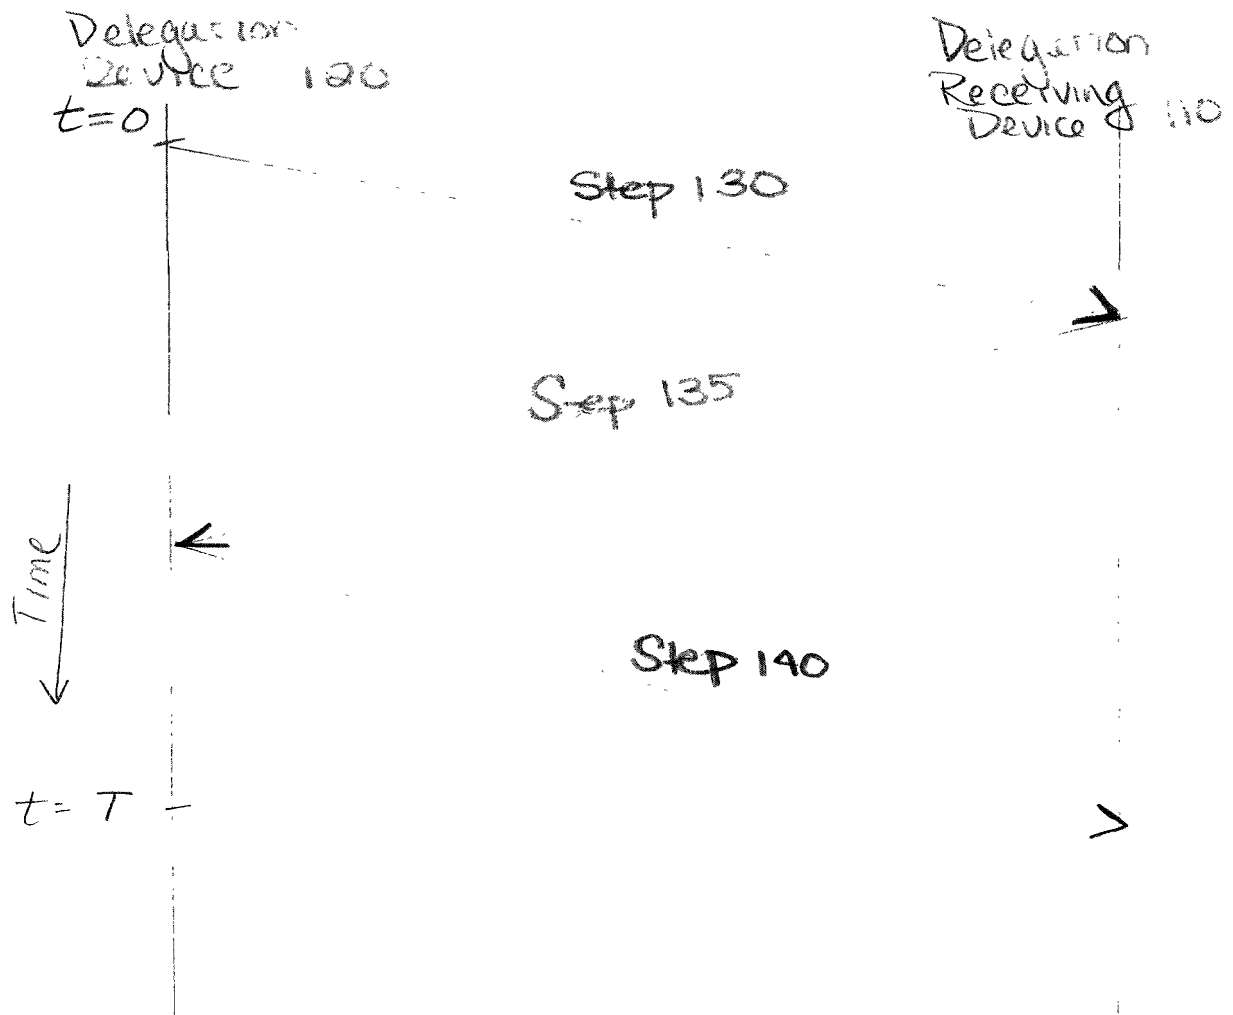 Delegation
Device 120
t=0
Delegation
Receiving
Device 110
Step 130
Step 135
Time
Step 140
t= T